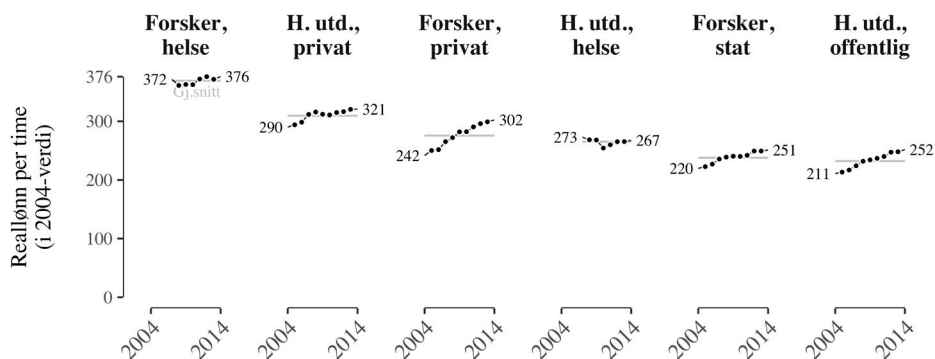 Forsker,
helse
H. utd.,
privat
Forsker,
privat
H. utd.,
helse
Forsker,
stat
H. utd.,
offentlig
Reallønn per time
(i 2004-verdi)
376
300
200
100
0
372
376
Gj.snitt
290
321
242
302
273
267
220
251
211
252
2004
2014
2004
2014
2004
2014
2004
2014
2004
2014
2004
2014